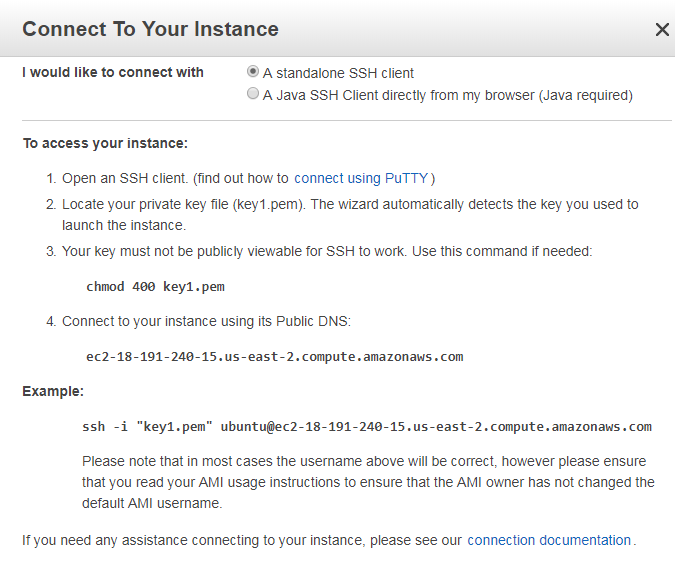 Connect To Your Instance
I would like to connect with
A standalone SSH client
A Java SSH Client directly from my browser (Java required)
To access your instance:
1. Open an SSH client. (find out how to connect using PuTTY)
2. Locate your private key file (key1.pem). The wizard automatically detects the key you used to
launch the instance.
3. Your key must not be publicly viewable for SSH to work. Use this command if needed:
chmod 400 key1.pem
4. Connect to your instance using its Public DNS:
ec2-18-191-240-15.us-east-2.compute.amazonaws.com
Example:
ssh -i "key1.pem" ubuntu@ec2-18-191-240-15.us-east-2.compute.amazonaws.com
Please note that in most cases the username above will be correct, however please ensure
that you read your AMI usage instructions to ensure that the AMI owner has not changed the
default AMI username.
If you need any assistance connecting to your instance, please see our connection documentation.